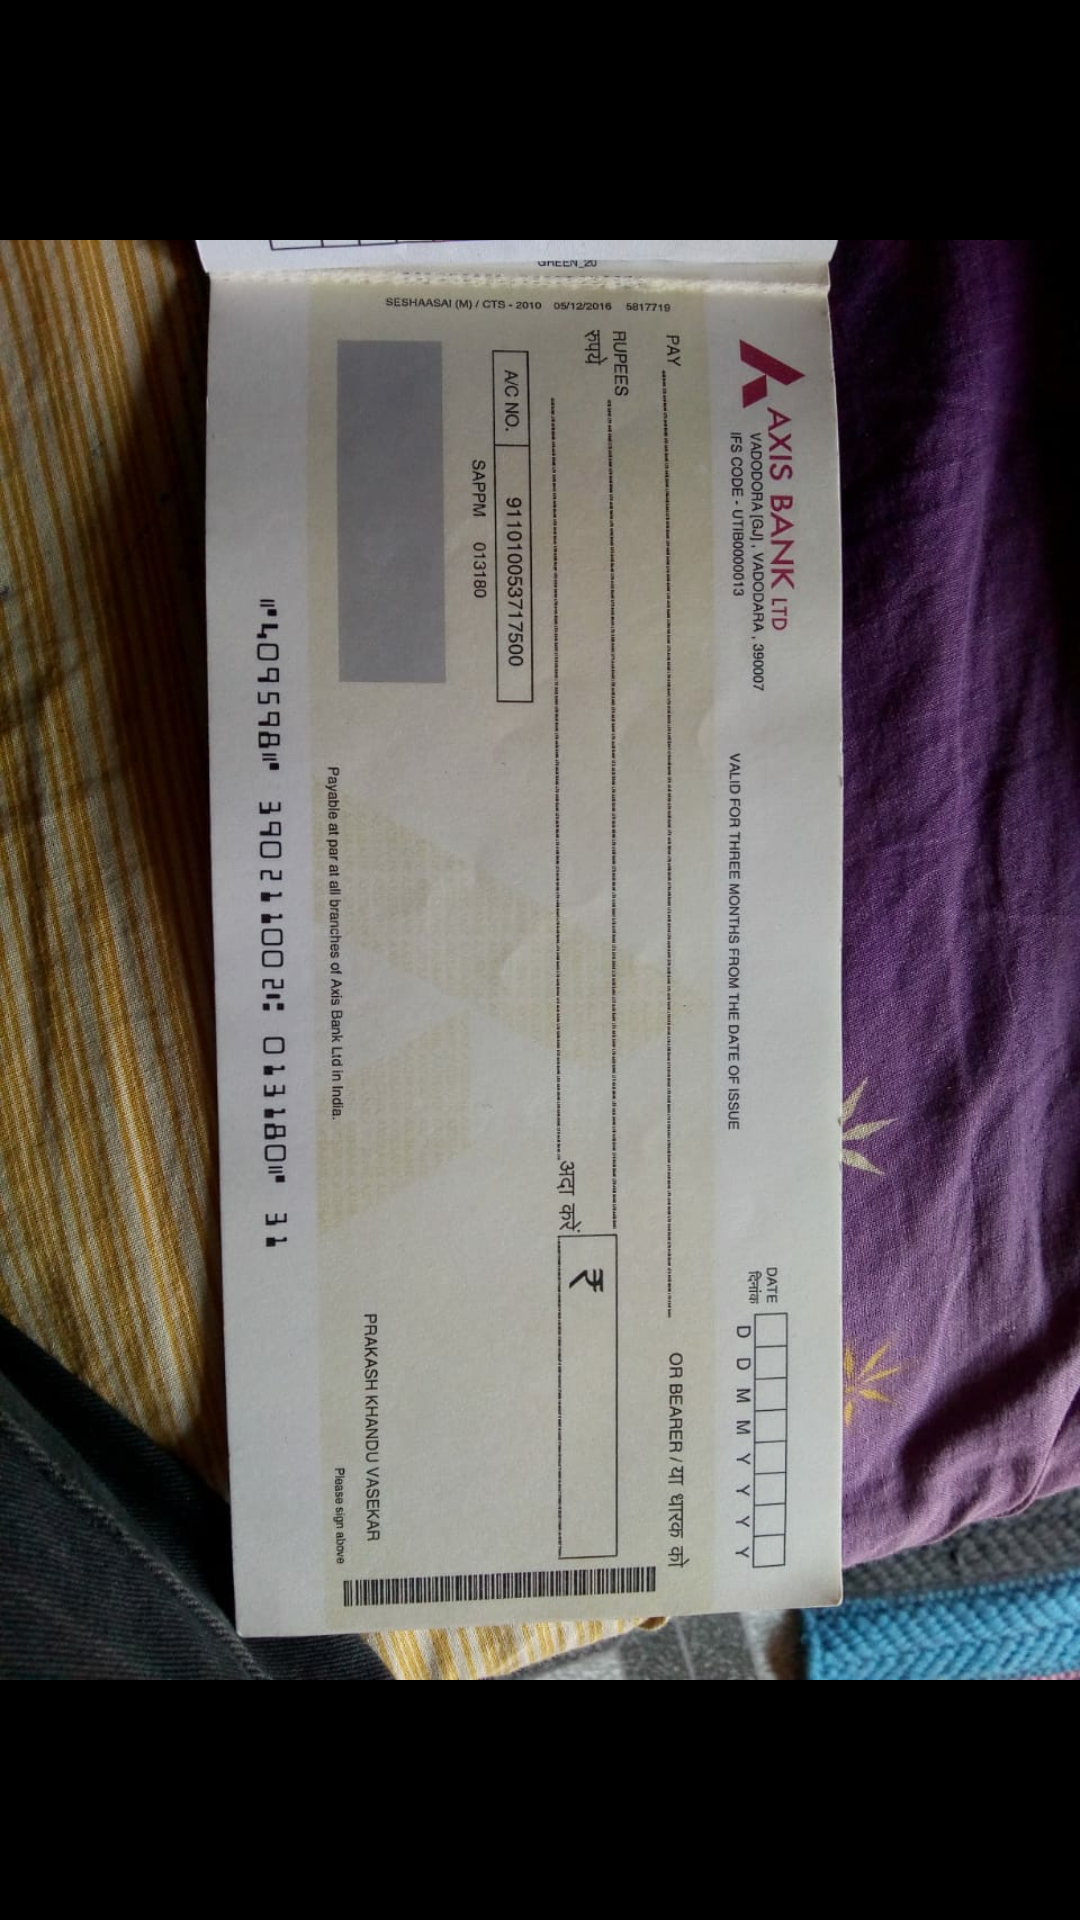 GREEN_20
SESHAASAI (M) / CTS - 2010 05/12/2016 5817719
AXIS BANK LTD
VADODORA [GJ] , VADODARA , 390007
IFS CODE - UTIB0000013
VALID FOR THREE MONTHS FROM THE DATE OF ISSUE
DATE
दिनांक
D D M M Y Y Y Y
PAY
OR BEARER / या धारक को
RUPEES
रुपये
अदा करें
₹
A/C NO. 911010053717500
SAPPM 013180
PRAKASH KHANDU VASEKAR
Please sign above
Payable at par at all branches of Axis Bank Ltd in India.
⑈409598⑈ 390211002⑆ 013180⑈ 31